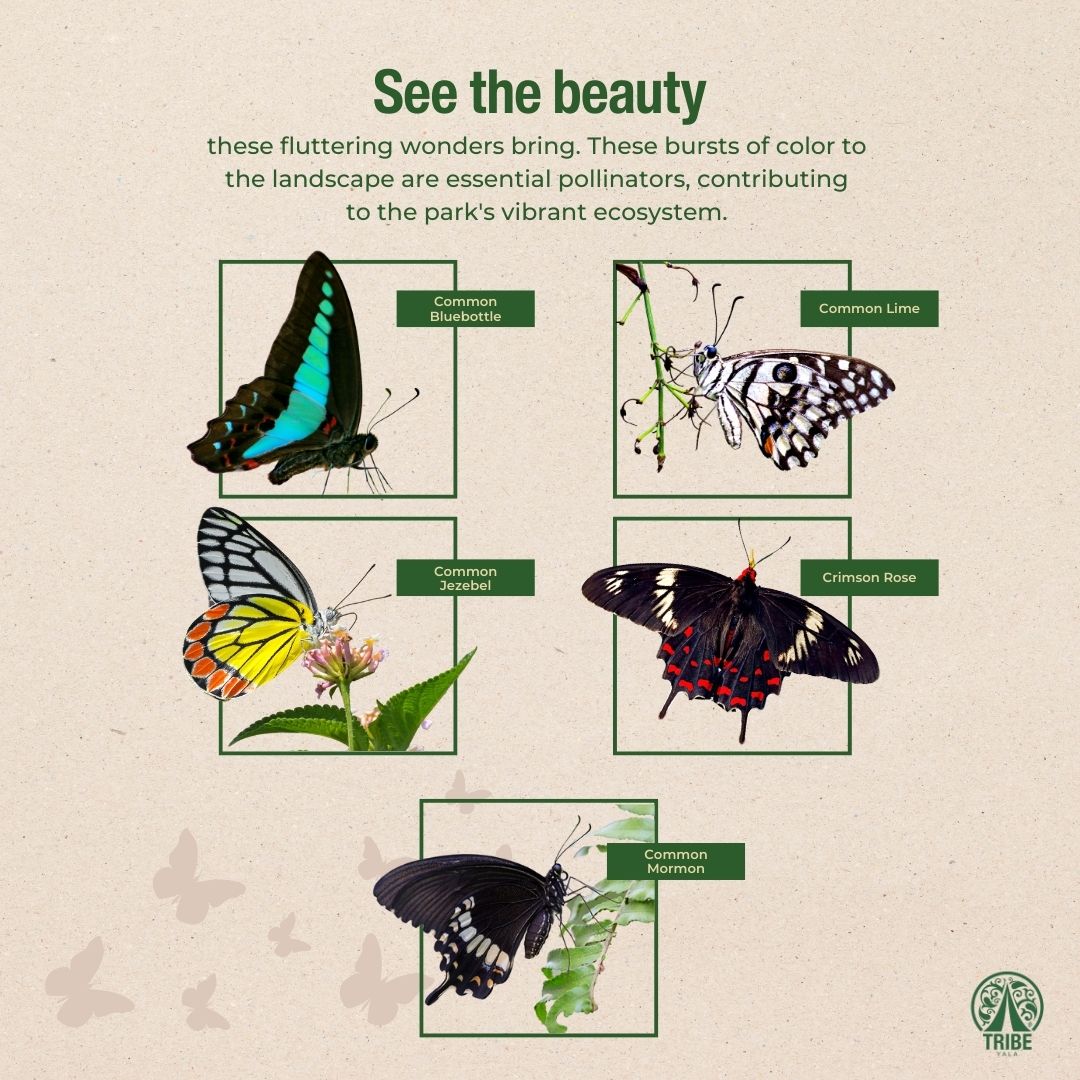 See the beauty
these fluttering wonders bring. These bursts of color to
the landscape are essential pollinators, contributing
to the park's vibrant ecosystem.
Common
Bluebottle
Common Lime
Common
Jezebel
Crimson Rose
Common
Mormon
TRIBE
YALA